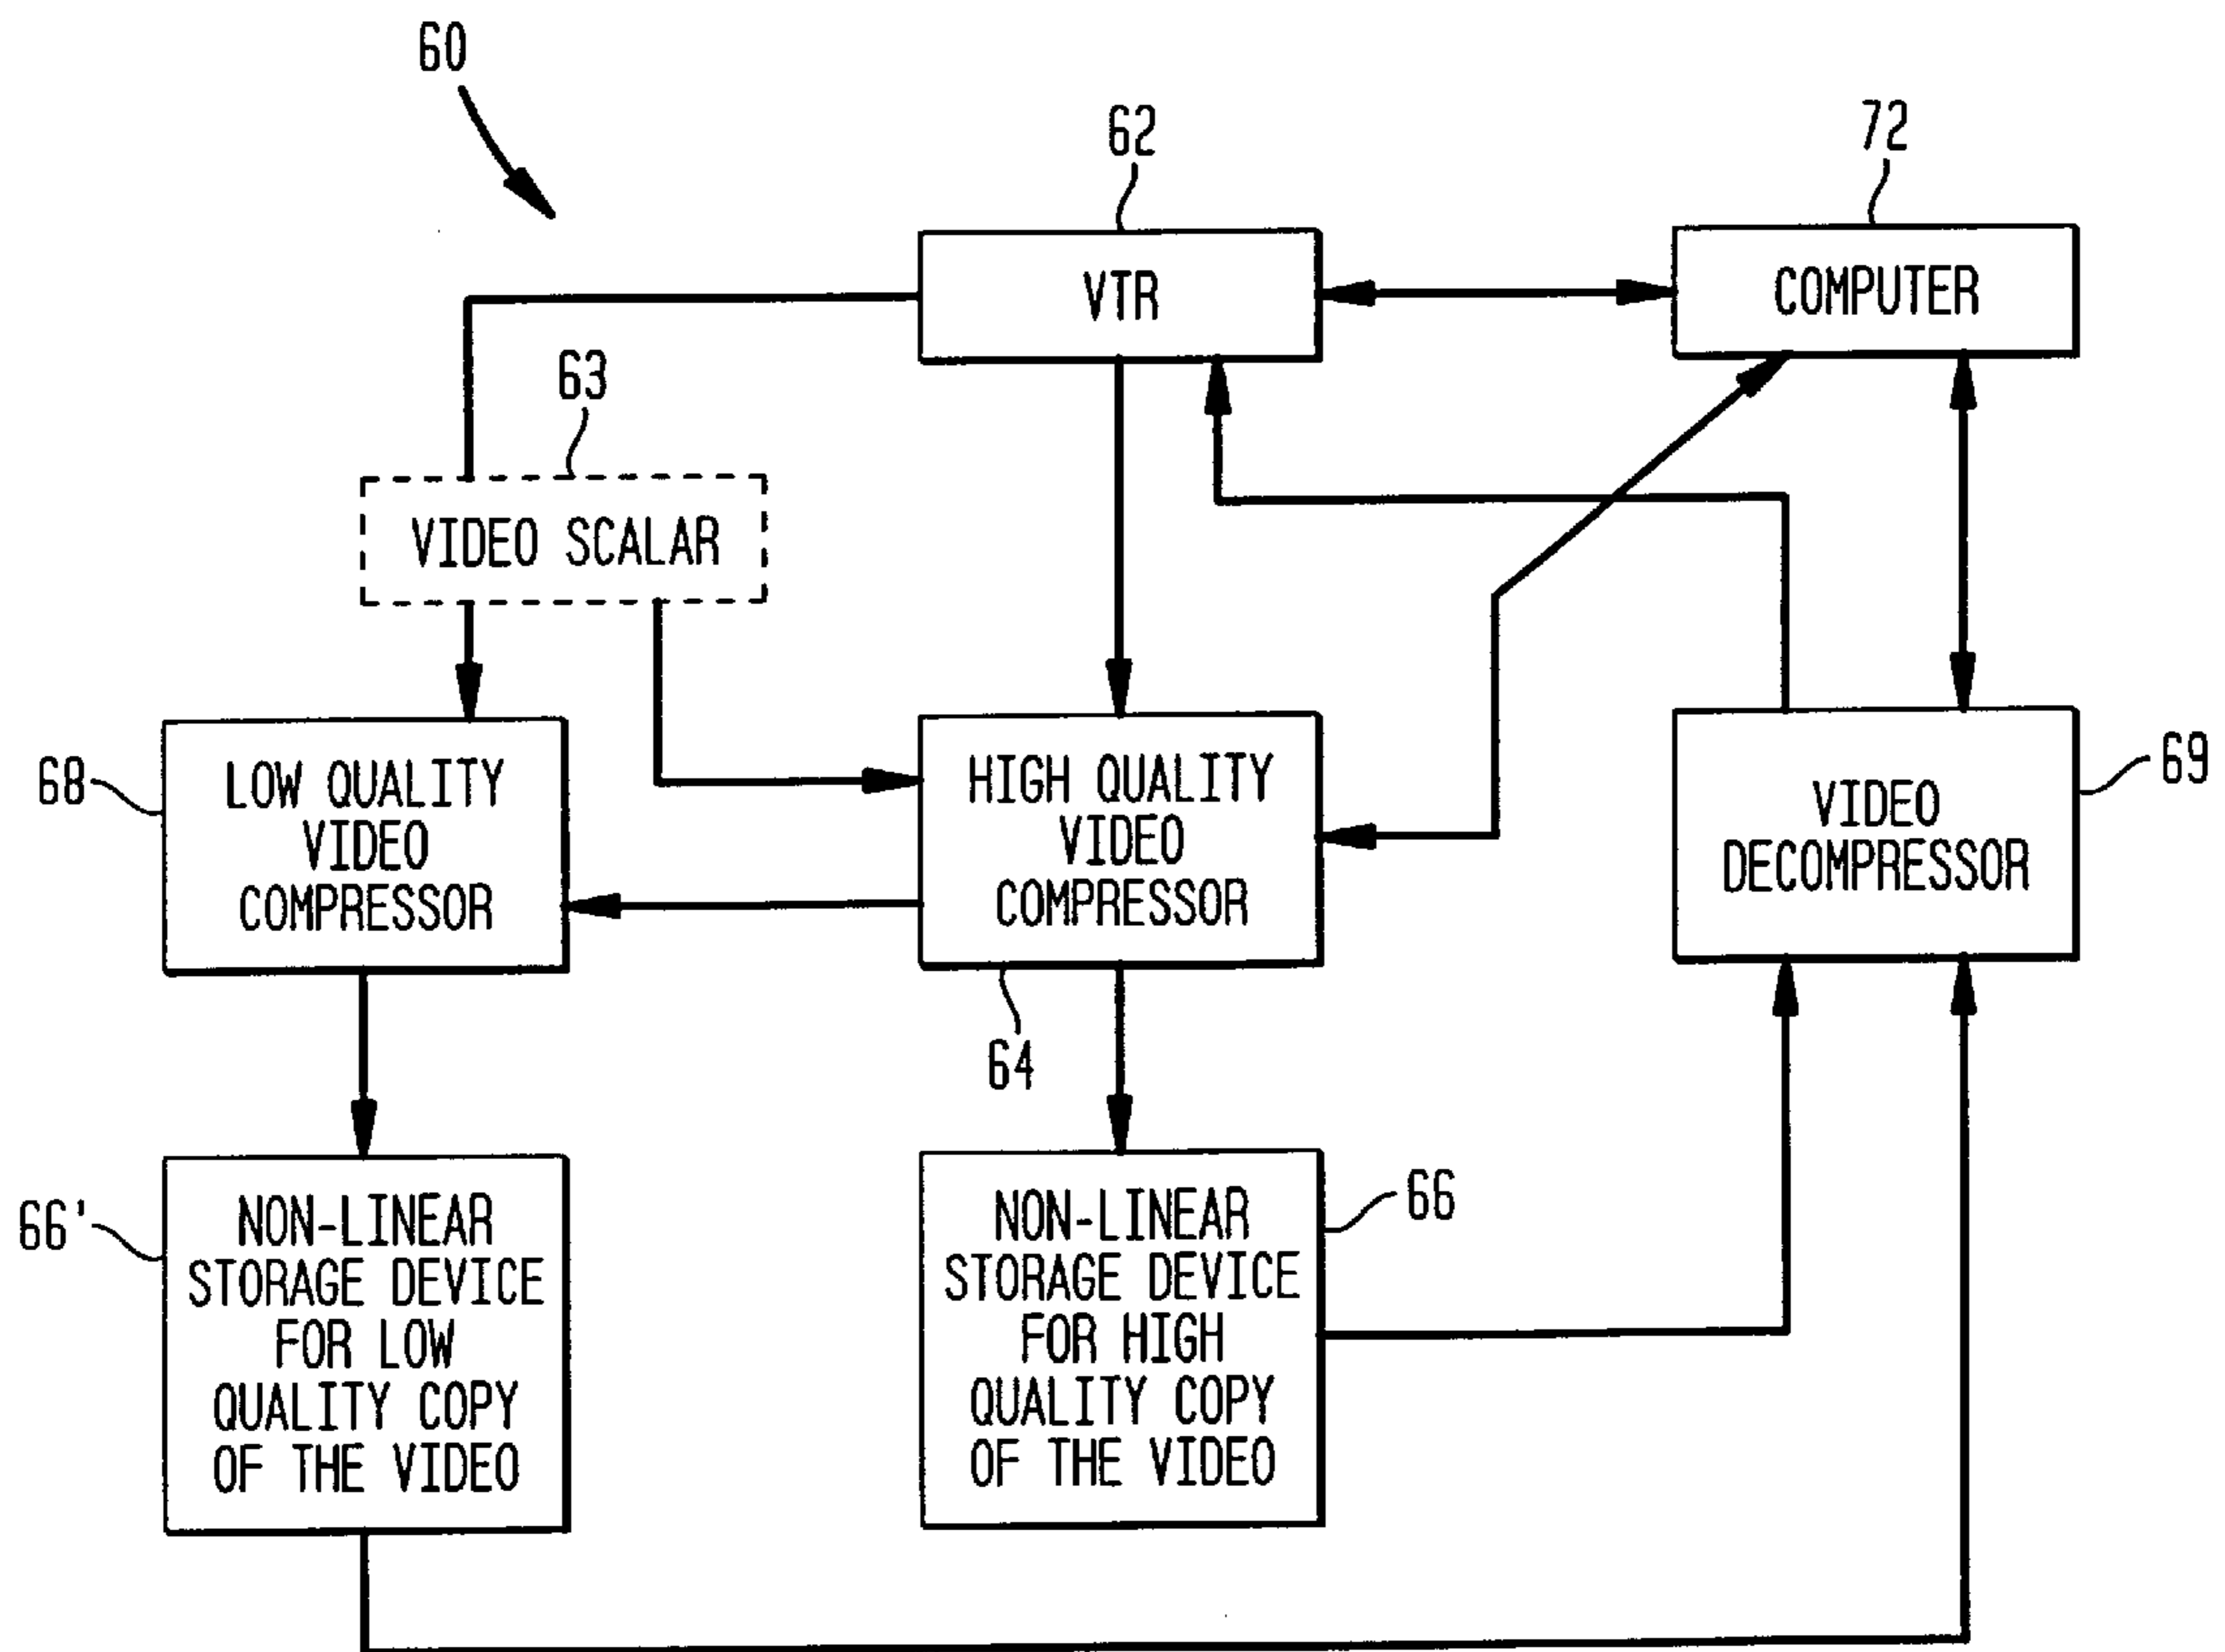 60
62
72
VTR
COMPUTER
63
VIDEO SCALAR
68
LOW QUALITY
VIDEO
COMPRESSOR
HIGH QUALITY
VIDEO
COMPRESSOR
64
VIDEO
DECOMPRESSOR
69
66'
NON-LINEAR
STORAGE DEVICE
FOR LOW
QUALITY COPY
OF THE VIDEO
NON-LINEAR
STORAGE DEVICE
FOR HIGH
QUALITY COPY
OF THE VIDEO
66